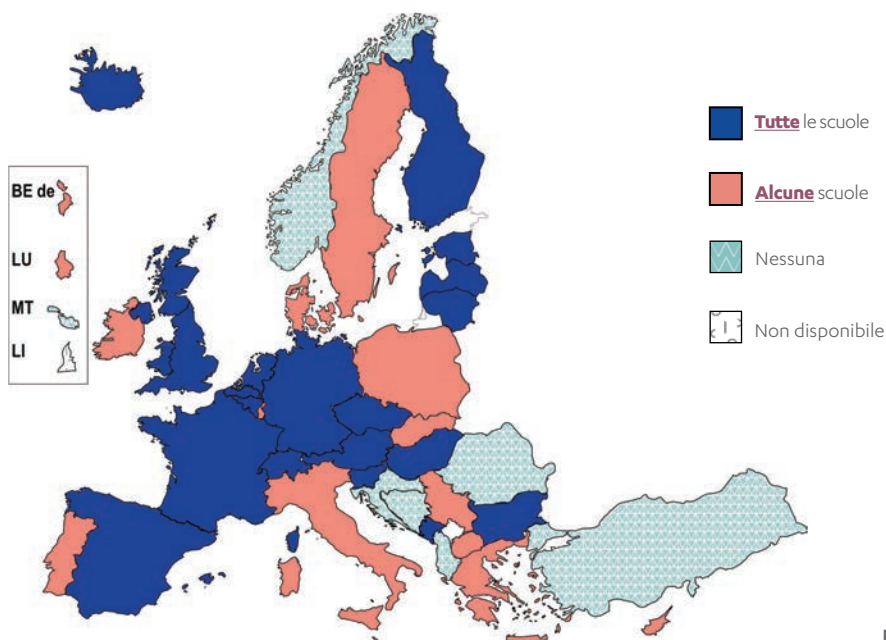 Tutte le scuole
BE de
Alcune scuole
LU
Nessuna
MT
Non disponibile
LI